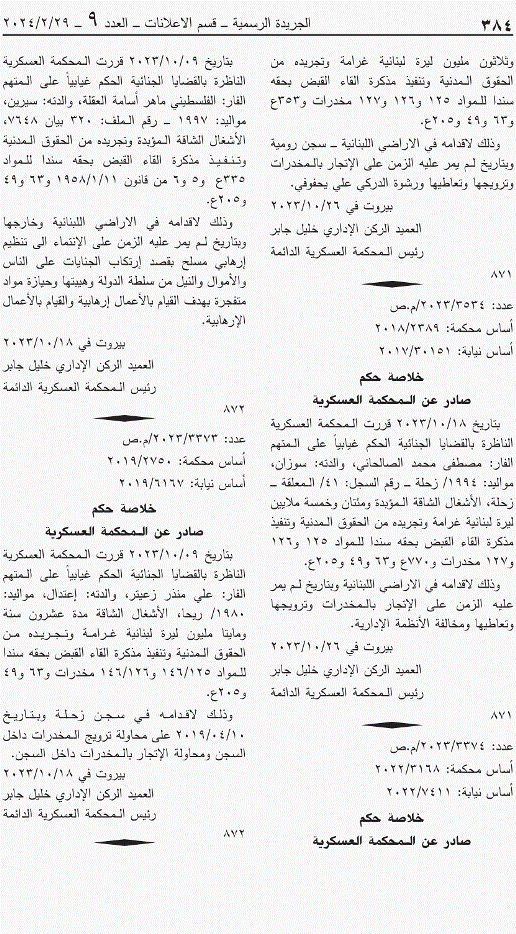 ٣٨٤
الجريدة الرسمية ـ قسم الاعلانات ـ العدد ٩ ـ ٢٠٢٤/٢/٢٩
وثلاثون مليون ليرة لبنانية غرامة وتجريده من
الحقوق المدنية وتنفيذ مذكرة القاء القبض بحقه
سندا للمواد ١٢٥ و١٢٦ و١٢٧ مخدرات و٣٥٣ع
و٦٣ و٤٩ و٢٠٥ع.
وذلك لاقدامه في الاراضي اللبنانية ـ سجن رومية
وبتاريخ لم يمر عليه الزمن على الإتجار بالمخدرات
وترويجها وتعاطيها ورشوة الدركي علي يحفوفي.
بيروت في ٢٠٢٣/١٠/٢٦
العميد الركن الإداري خليل جابر
رئيس المحكمة العسكرية الدائمة
٨٧١
عدد: ٢٠٢٣/٣٥٣٤/م.ص
أساس محكمة: ٢٠١٨/٢٣٨٩
أساس نيابة: ٢٠١٧/٣٠١٥١
خلاصة حكم
صادر عن المحكمة العسكرية
بتاريخ ٢٠٢٣/١٠/١٨ قررت المحكمة العسكرية
الناظرة بالقضايا الجنائية الحكم غيابياً على المتهم
الفار: مصطفى محمد الصالحاني، والدته: سوزان،
مواليد: ١٩٩٤/ زحلة ـ رقم السجل: ٤١/ المعلقة ـ
زحلة، الأشغال الشاقة المؤبدة ومئتان وخمسة ملايين
ليرة لبنانية غرامة وتجريده من الحقوق المدنية وتنفيذ
مذكرة القاء القبض بحقه سندا للمواد ١٢٥ و١٢٦
و١٢٧ مخدرات و٧٧٠ع و٦٣ و٤٩ و٢٠٥ع.
وذلك لاقدامه في الاراضي اللبنانية وبتاريخ لم يمر
عليه الزمن على الإتجار بالمخدرات وترويجها
وتعاطيها ومخالفة الأنظمة الإدارية.
بيروت في ٢٠٢٣/١٠/٢٦
العميد الركن الإداري خليل جابر
رئيس المحكمة العسكرية الدائمة
٨٧١
عدد: ٢٠٢٣/٣٣٧٤/م.ص
أساس محكمة: ٢٠٢٢/٣١٦٨
أساس نيابة: ٢٠٢٢/٧٤١١
خلاصة حكم
صادر عن المحكمة العسكرية
بتاريخ ٢٠٢٣/١٠/٠٩ قررت المحكمة العسكرية
الناظرة بالقضايا الجنائية الحكم غيابياً على المتهم
الفار: الفلسطيني ماهر أسامة العقلة، والدته: سيرين،
مواليد: ١٩٩٧ ـ رقم الملف: ٣٢٠ بيان ٧٦٤٨،
الأشغال الشاقة المؤبدة وتجريده من الحقوق المدنية
وتنفيذ مذكرة القاء القبض بحقه سندا للمواد
٣٣٥ع و٥ و٦ من قانون ١٩٥٨/١/١١ و٦٣ و٤٩
و٢٠٥ع.
وذلك لاقدامه في الاراضي اللبنانية وخارجها
وبتاريخ لم يمر عليه الزمن على الإنتماء الى تنظيم
إرهابي مسلح بقصد إرتكاب الجنايات على الناس
والأموال والنيل من سلطة الدولة وهيبتها وحيازة مواد
متفجرة بهدف القيام بالأعمال إرهابية والقيام بالأعمال
الإرهابية.
بيروت في ٢٠٢٣/١٠/١٨
العميد الركن الإداري خليل جابر
رئيس المحكمة العسكرية الدائمة
٨٧٢
عدد: ٢٠٢٣/٣٣٧٣/م.ص
أساس محكمة: ٢٠١٩/٢٧٥٠
أساس نيابة: ٢٠١٩/٦١٦٧
خلاصة حكم
صادر عن المحكمة العسكرية
بتاريخ ٢٠٢٣/١٠/٠٩ قررت المحكمة العسكرية
الناظرة بالقضايا الجنائية الحكم غيابياً على المتهم
الفار: علي منذر زعيتر، والدته: إعتدال، مواليد:
١٩٨٠/ ريحا، الأشغال الشاقة مدة عشرون سنة
ومايتا مليون ليرة لبنانية غرامة وتجريده من
الحقوق المدنية وتنفيذ مذكرة القاء القبض بحقه سندا
للمواد ١٤٦/١٢٥ و١٤٦/١٢٦ مخدرات و٦٣ و٤٩
و٢٠٥ع.
وذلك لاقدامه في سجن زحلة وبتاريخ
٢٠١٩/٠٤/١٠ على محاولة ترويج المخدرات داخل
السجن ومحاولة الإتجار بالمخدرات داخل السجن.
بيروت في ٢٠٢٣/١٠/١٨
العميد الركن الإداري خليل جابر
رئيس المحكمة العسكرية الدائمة
٨٧٢